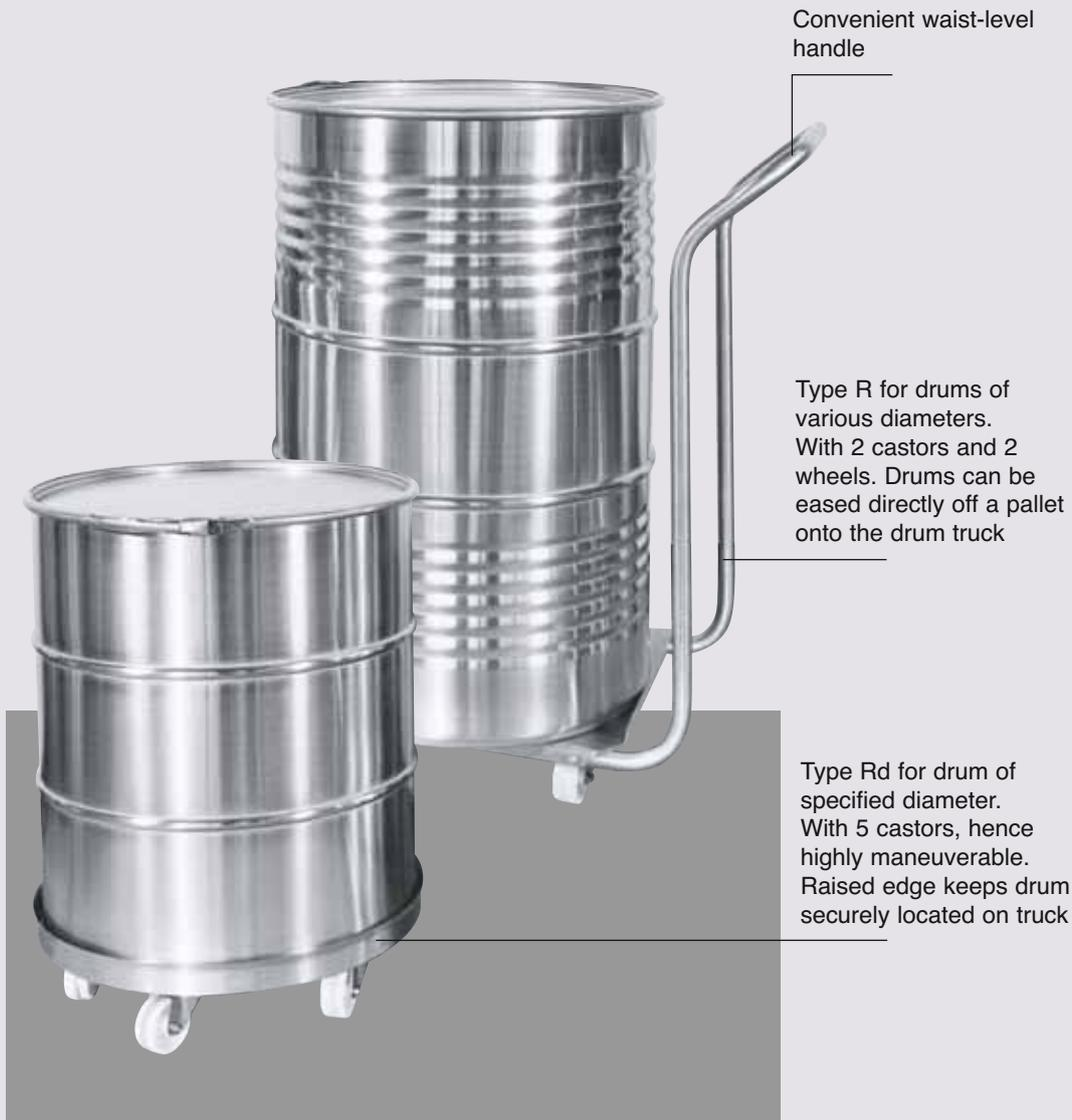 Convenient waist-level
handle
Type R for drums of
various diameters.
With 2 castors and 2
wheels. Drums can be
eased directly off a pallet
onto the drum truck
Type Rd for drum of
specified diameter.
With 5 castors, hence
highly maneuverable.
Raised edge keeps drum
securely located on truck